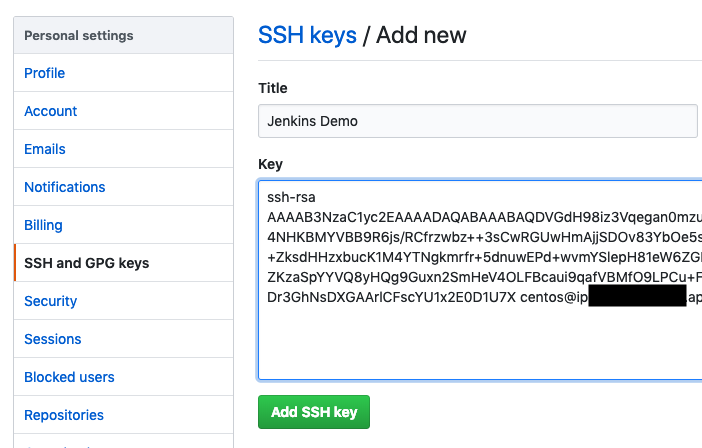 Personal settings
Profile
Account
Emails
Notifications
Billing
SSH and GPG keys
Security
Sessions
Blocked users
Repositories
SSH keys / Add new
Title
Jenkins Demo
Key
ssh-rsa
AAAAB3NzaC1yc2EAAAADAQABAAABAQDVGdH98iz3Vqegan0mzu
4NHKBMYVBB9R6js/RCfrzwbz++3sCwRGUwHmAjjSDOv83YbOe5s
+ZksdHHzxbucK1M4YTNgkmrfr+5dnuwEPd+wvmYSlepH81eW6ZGI
ZKzaSpYYVQ8yHQg9Guxn2SmHeV4OLFBcaui9qafVBMfO9LPCu+F
Dr3GhNsDXGAArlCFscYU1x2E0D1U7X centos@ip .ap
Add SSH key